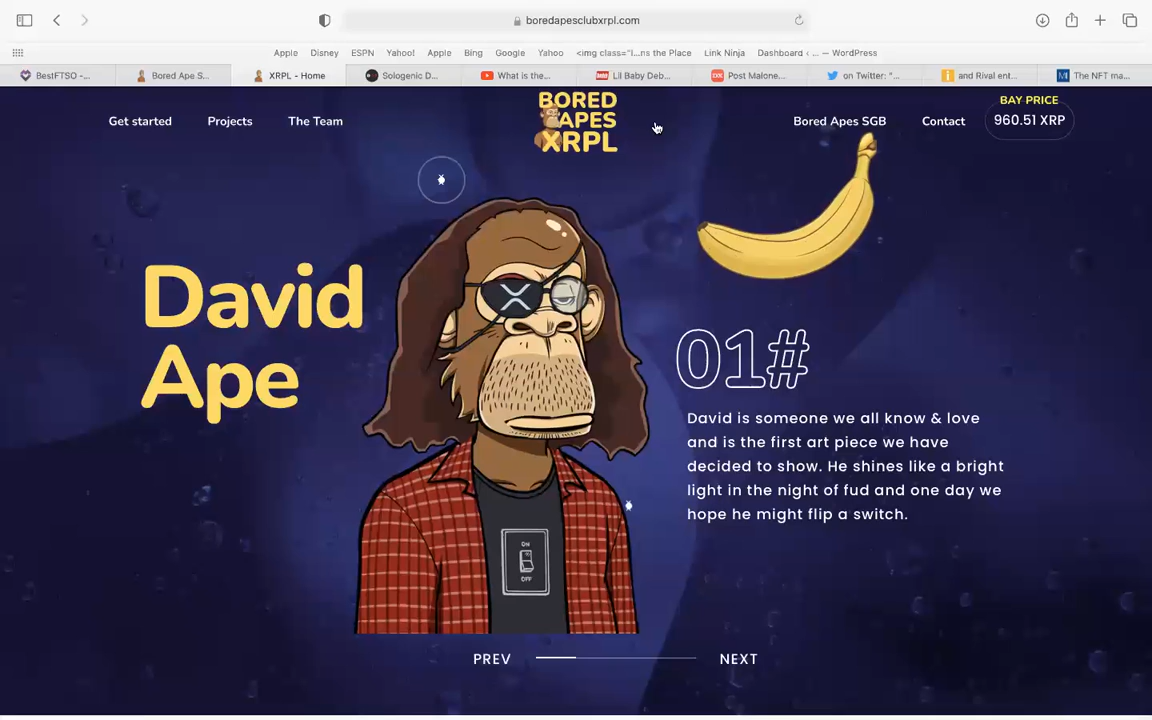 boredapesclubxrpl.com
Apple Disney ESPN Yahoo! Apple Bing Google Yahoo <img class="i...ns the Place Link Ninja Dashboard ‹ ... — WordPress
BestFTSO -... Bored Ape S... XRPL - Home Sologenic D... What is the... Lil Baby Deb... Post Malone... on Twitter: "... and Rival ent... The NFT ma...
Get started Projects The Team
BORED
APES
XRPL
Bored Apes SGB Contact
BAY PRICE
960.51 XRP
David
Ape
01#
David is someone we all know & love
and is the first art piece we have
decided to show. He shines like a bright
light in the night of fud and one day we
hope he might flip a switch.
ON
OFF
PREV NEXT